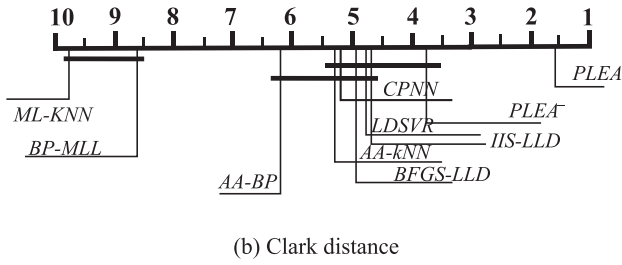 10 9 8 7 6 5 4 3 2 1
PLEA
CPNN
ML-KNN
PLEA⁻
LDSVR
IIS-LLD
BP-MLL
AA-kNN
BFGS-LLD
AA-BP
(b) Clark distance